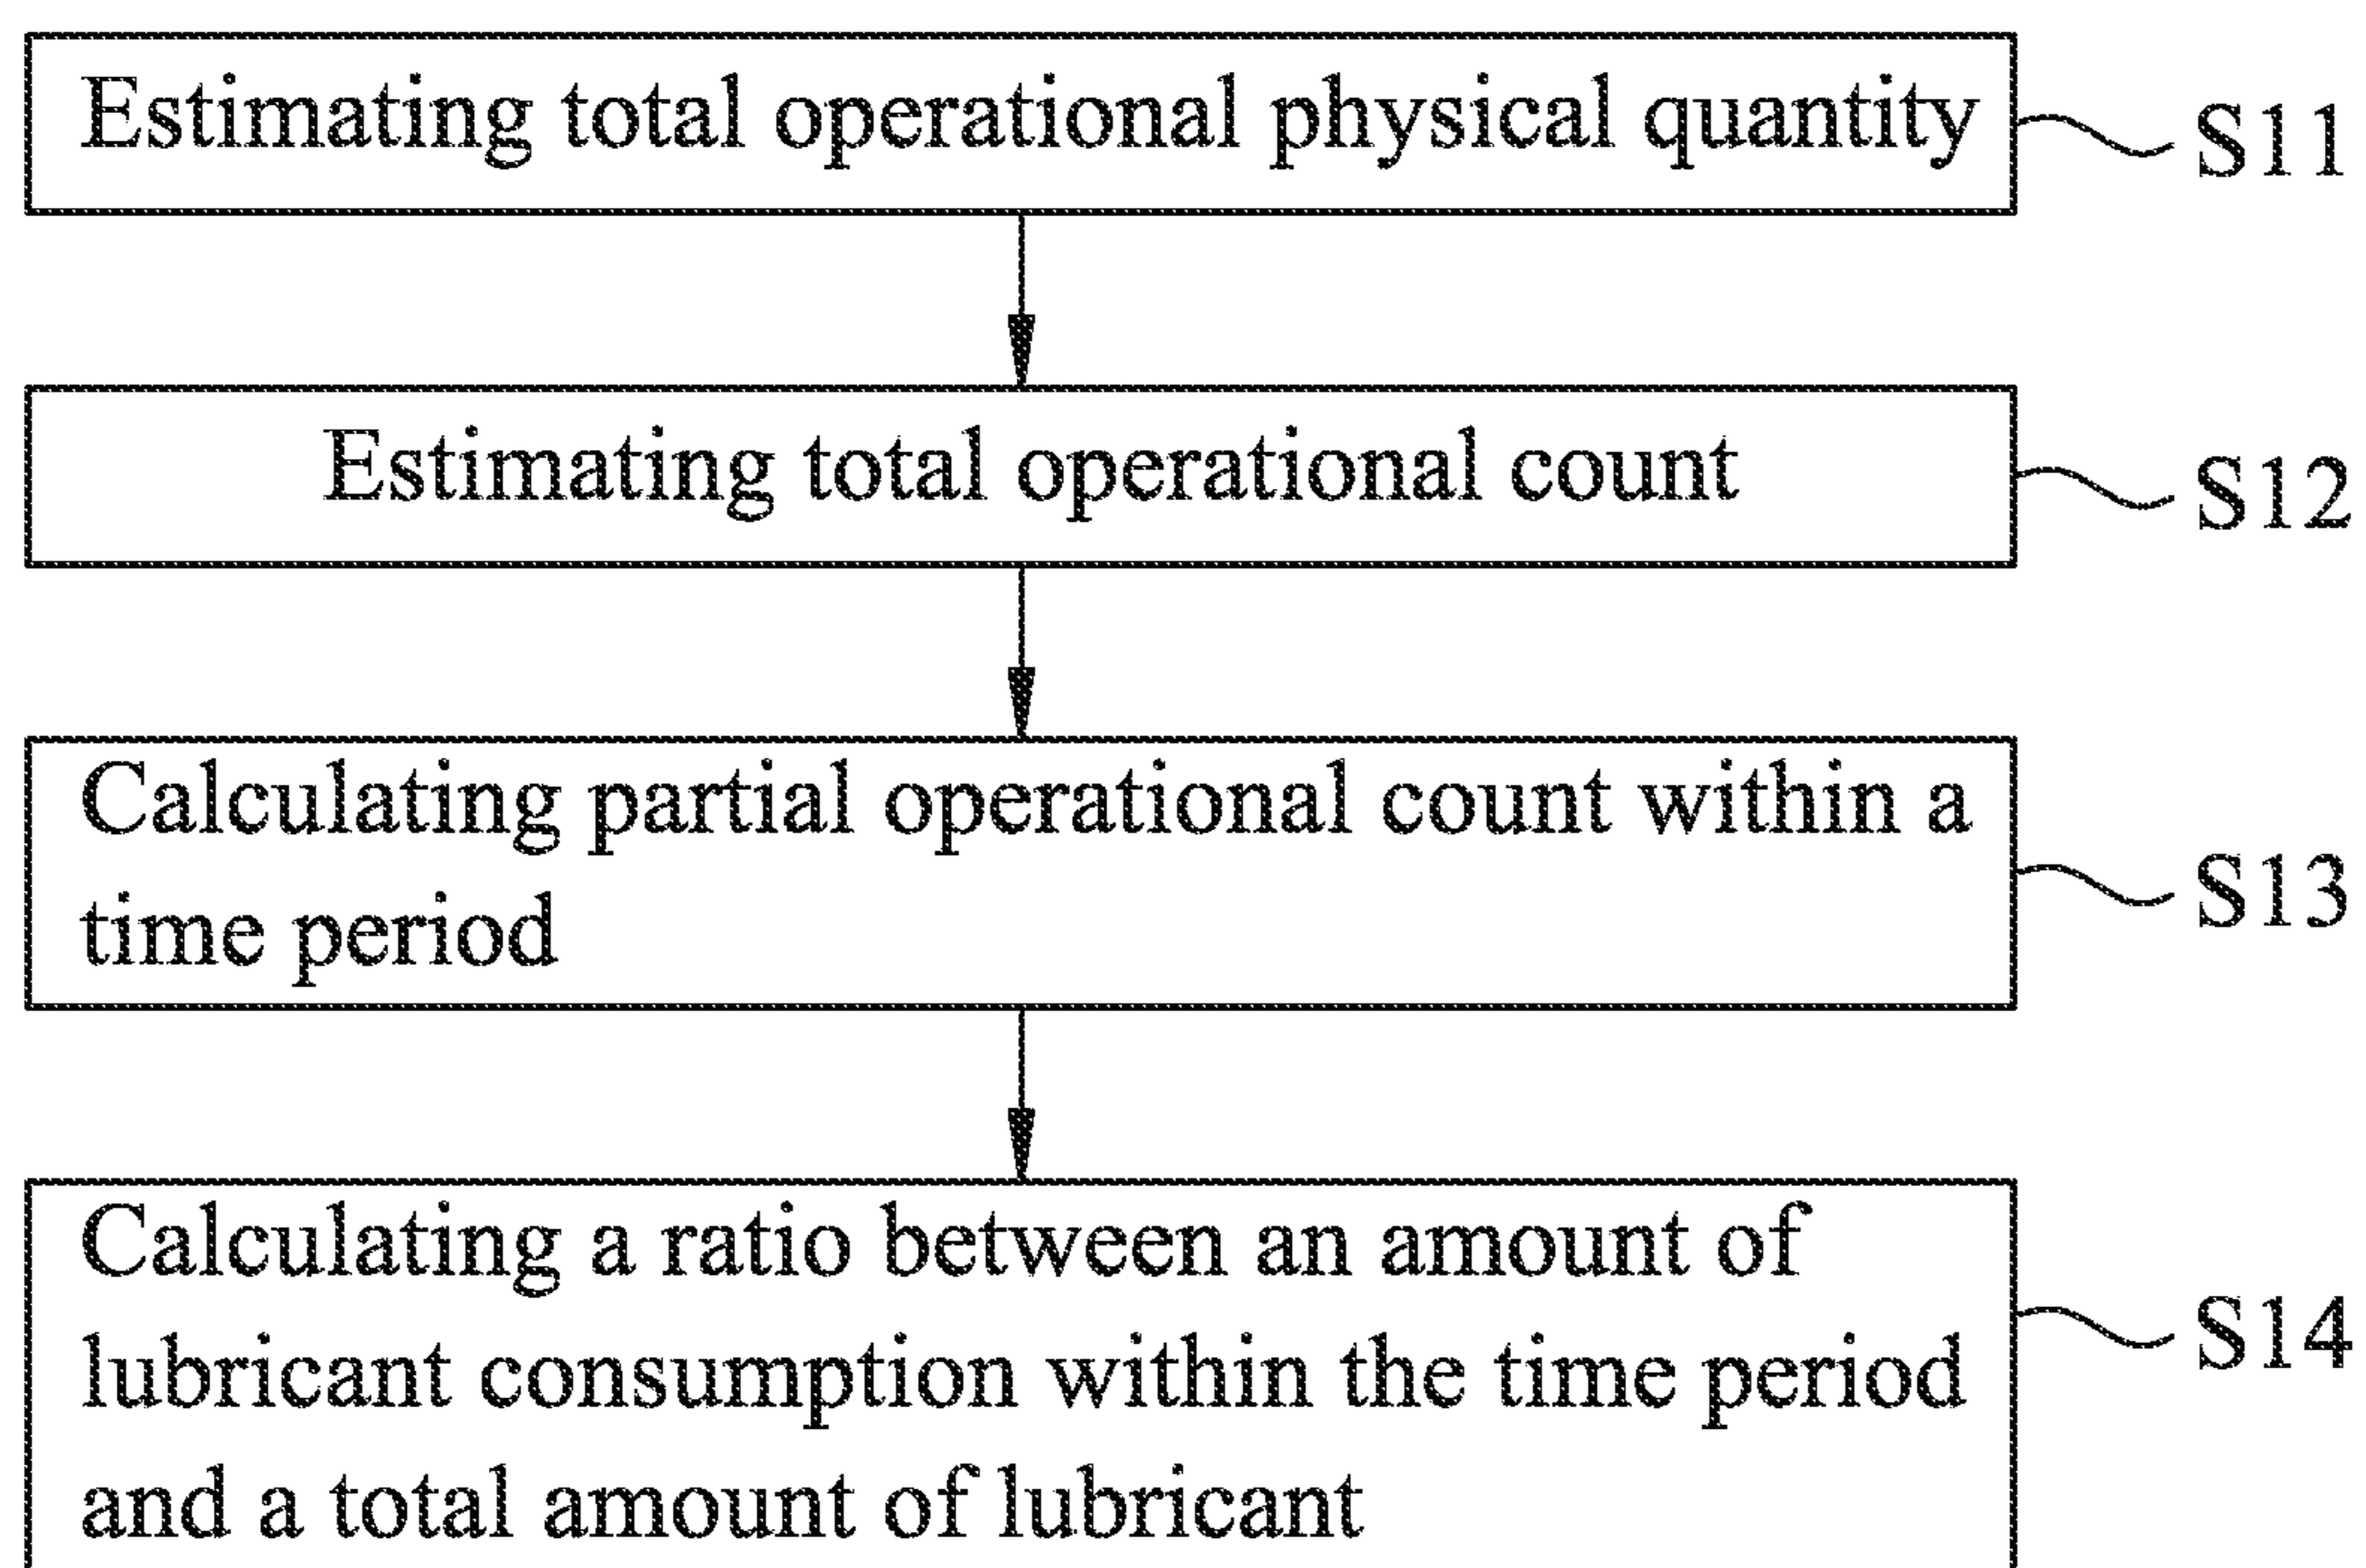 Estimating total operational physical quantity
S11
Estimating total operational count
S12
Calculating partial operational count within a
time period
S13
Calculating a ratio between an amount of
lubricant consumption within the time period
and a total amount of lubricant
S14